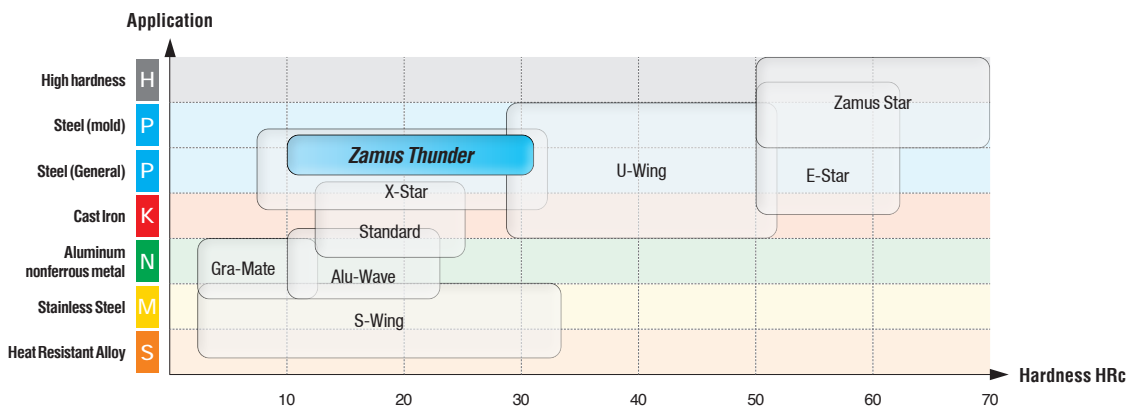 Application
High hardness
H
Zamus Star
Steel (mold)
P
Zamus Thunder
Steel (General)
P
U-Wing
E-Star
X-Star
Cast Iron
K
Standard
Aluminum
nonferrous metal
N
Gra-Mate
Alu-Wave
Stainless Steel
M
S-Wing
Heat Resistant Alloy
S
Hardness HRc
10
20
30
40
50
60
70